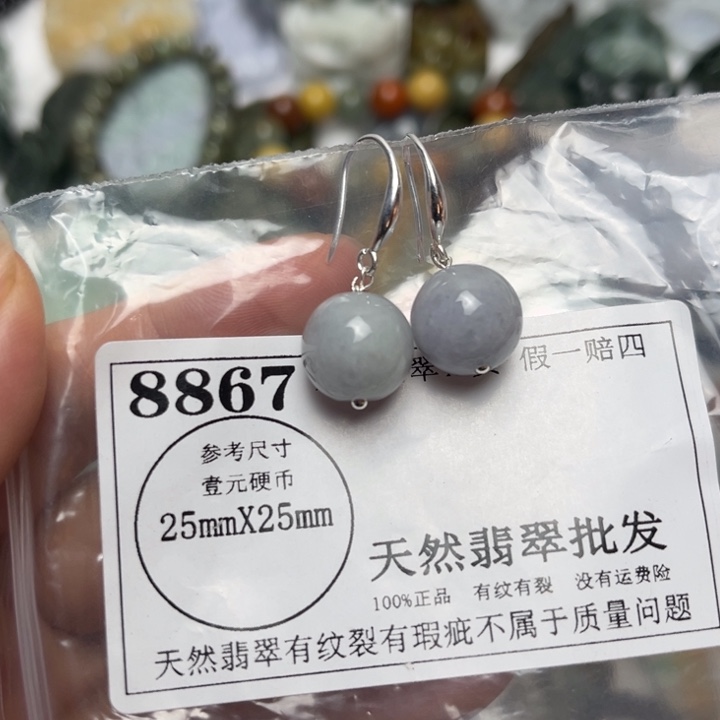 8867
翠 假一赔四
参考尺寸
壹元硬币
25mmX25mm
天然翡翠批发
100%正品 有纹有裂 没有运费险
天然翡翠有纹裂有瑕疵不属于质量问题